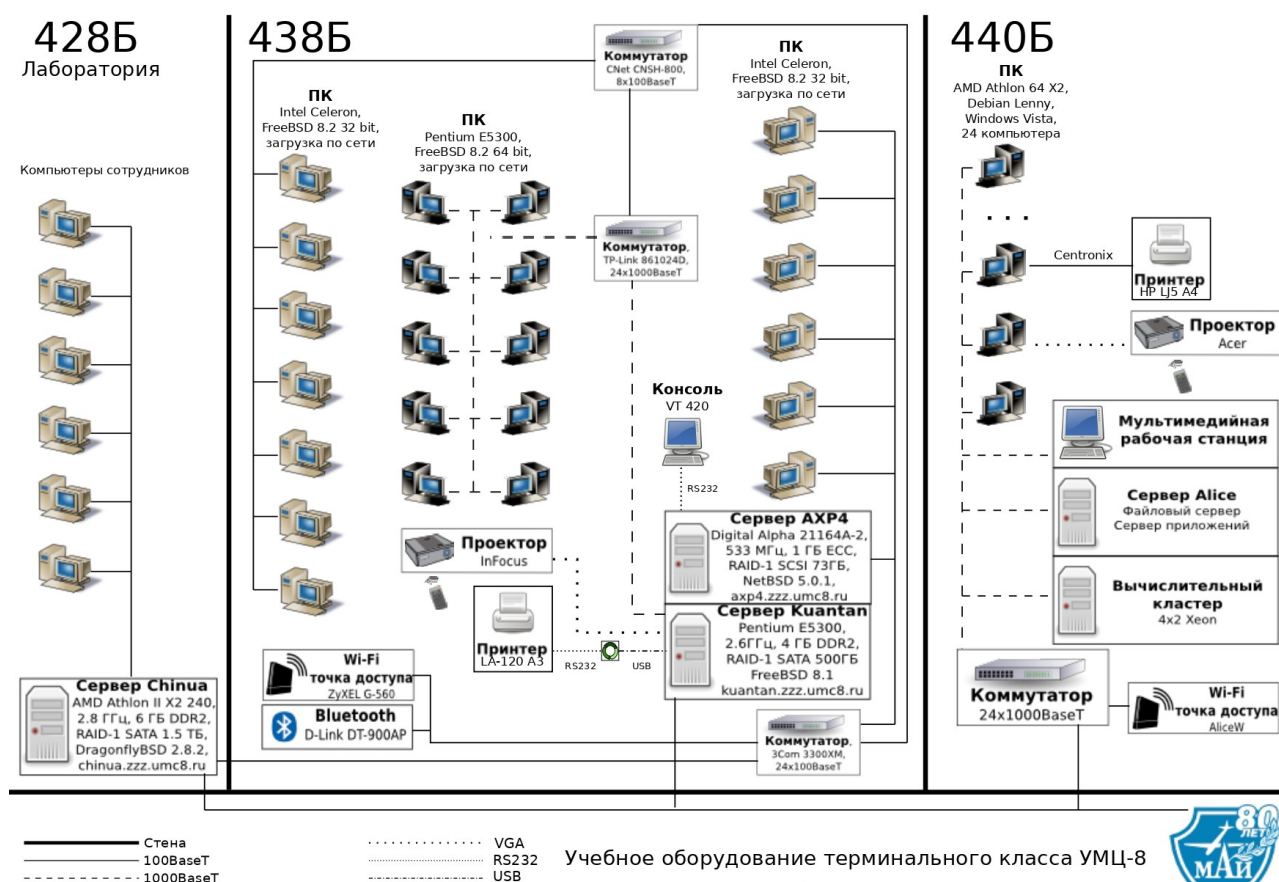 428Б
Лаборатория
Компьютеры сотрудников
Сервер Chinua
AMD Athlon II X2 240,
2.8 ГГц, 6 ГБ DDR2,
RAID-1 SATA 1.5 ТБ,
DragonflyBSD 2.8.2,
chinua.zzz.umc8.ru
438Б
ПК
Intel Celeron,
FreeBSD 8.2 32 bit,
загрузка по сети
ПК
Pentium E5300,
FreeBSD 8.2 64 bit,
загрузка по сети
Коммутатор
CNet CNSH-800,
8x100BaseT
ПК
Intel Celeron,
FreeBSD 8.2 32 bit,
загрузка по сети
Коммутатор,
TP-Link 861024D,
24x1000BaseT
Консоль
VT 420
RS232
Проектор
InFocus
Принтер
LA-120 A3
RS232
USB
Сервер AXP4
Digital Alpha 21164A-2,
533 МГц, 1 ГБ ECC,
RAID-1 SCSI 73ГБ,
NetBSD 5.0.1,
axp4.zzz.umc8.ru
Сервер Kuantan
Pentium E5300,
2.6ГГц, 4 ГБ DDR2,
RAID-1 SATA 500ГБ
FreeBSD 8.1
kuantan.zzz.umc8.ru
Wi-Fi
точка доступа
ZyXEL G-560
Bluetooth
D-Link DT-900AP
Коммутатор,
3Com 3300XM,
24x100BaseT
440Б
ПК
AMD Athlon 64 X2,
Debian Lenny,
Windows Vista,
24 компьютера
. . .
Centronix
Принтер
HP LJ5 A4
Проектор
Acer
Мультимедийная
рабочая станция
Сервер Alice
Файловый сервер
Сервер приложений
Вычислительный
кластер
4x2 Xeon
Коммутатор
24x1000BaseT
Wi-Fi
точка доступа
AliceW
Стена
100BaseT
1000BaseT
VGA
RS232
USB
Учебное оборудование терминального класса УМЦ-8
80
ЛЕТ
МАИ